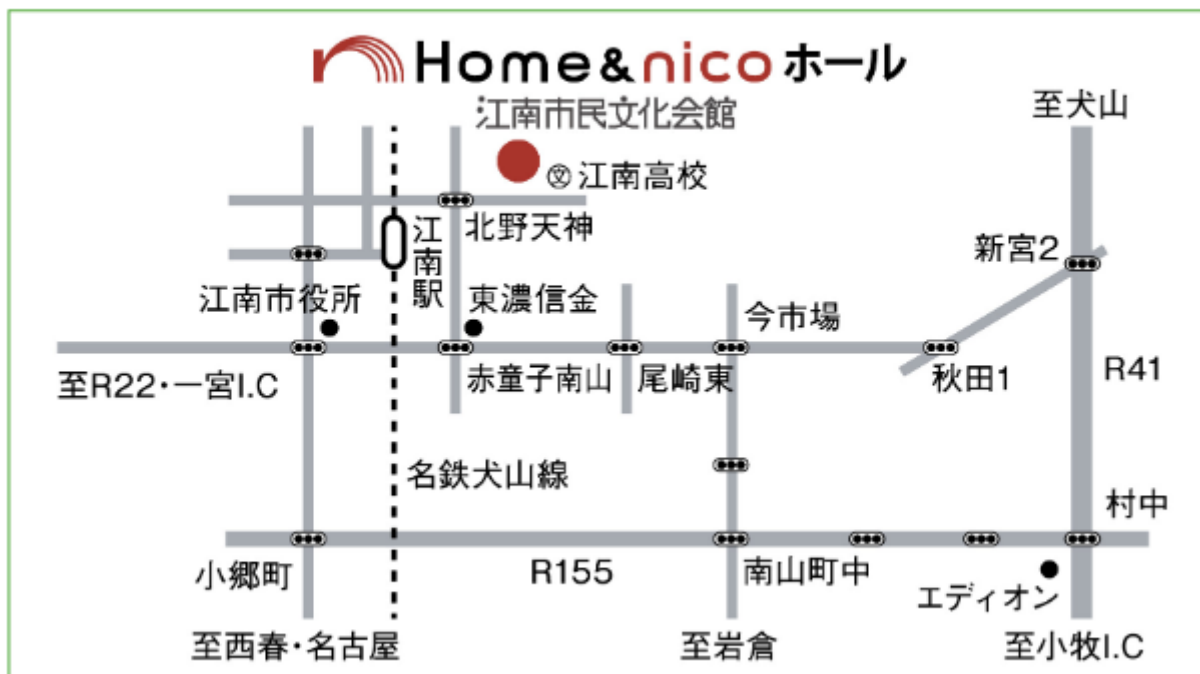 Home&nicoホール
江南市民文化会館
至犬山
文 江南高校
北野天神
江南駅
新宮2
江南市役所
東濃信金
今市場
至R22・一宮I.C
赤童子南山
尾崎東
秋田1
R41
名鉄犬山線
村中
小郷町
R155
南山町中
エディオン
至西春・名古屋
至岩倉
至小牧I.C